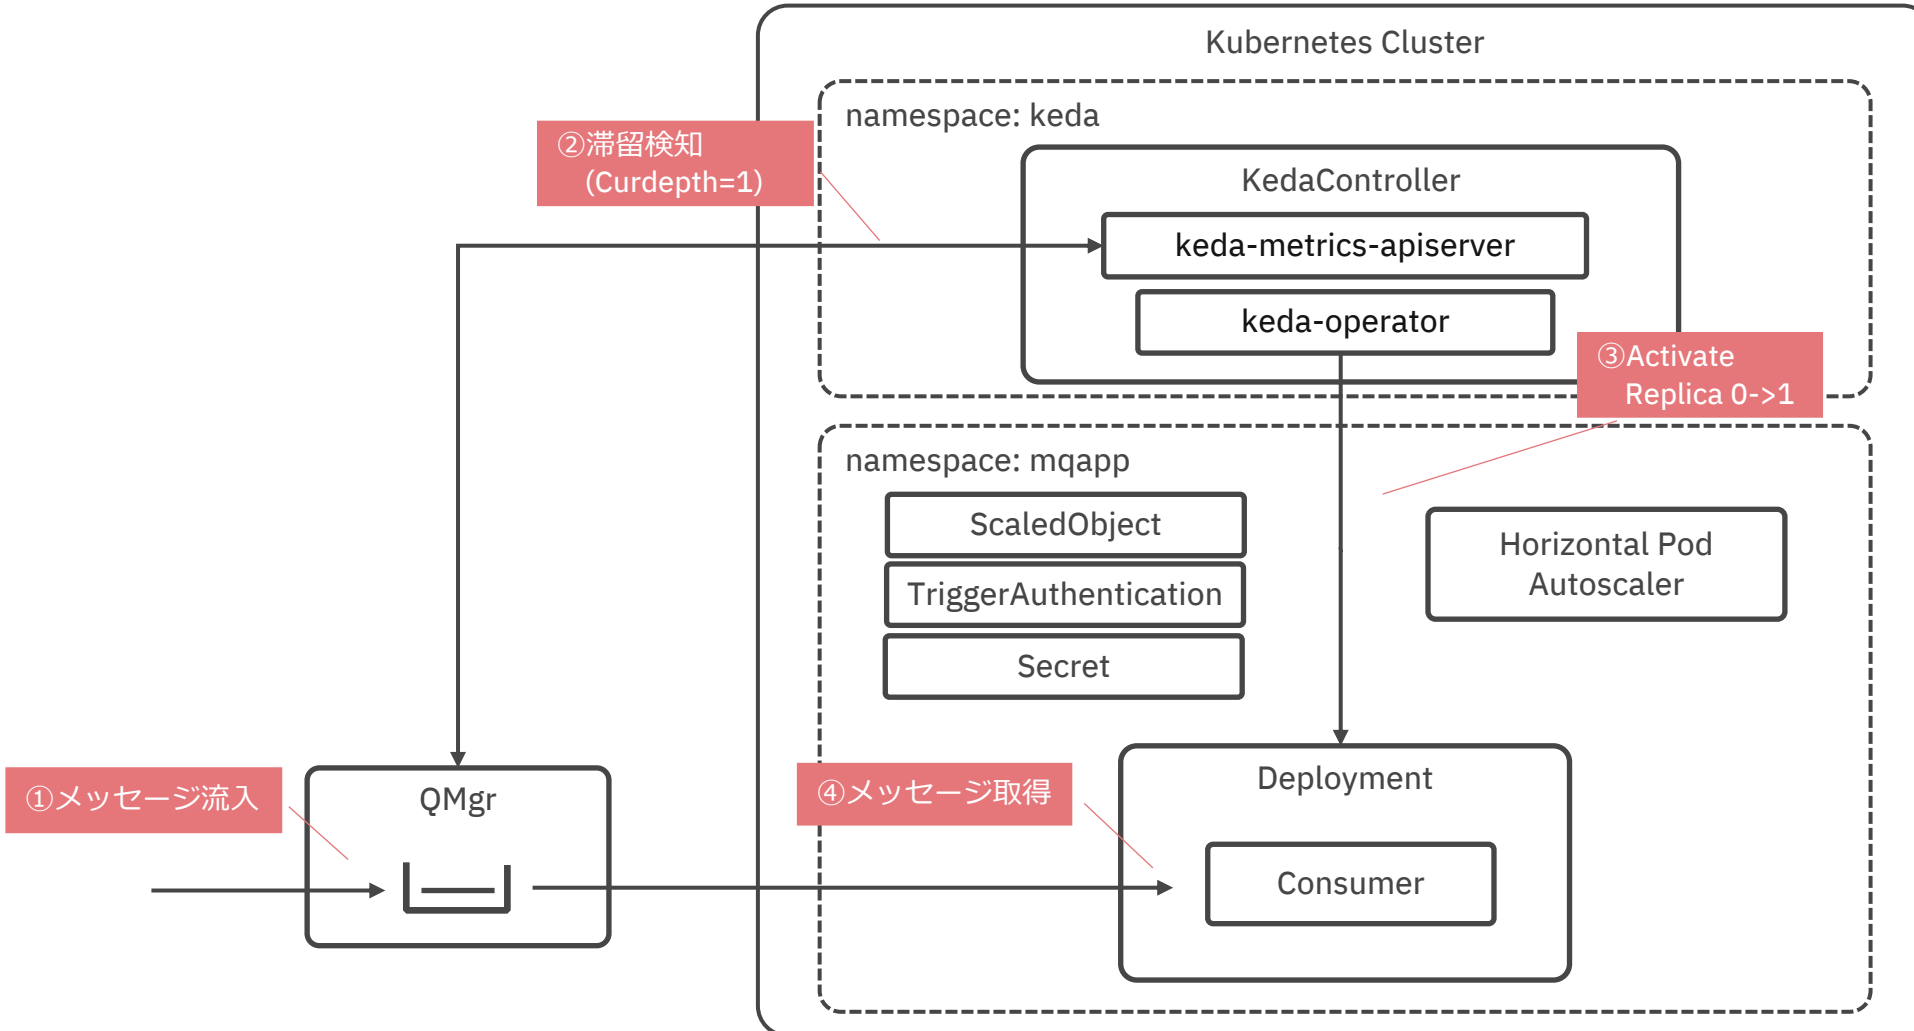 Kubernetes Cluster
namespace: keda
②滞留検知
(Curdepth=1)
KedaController
keda-metrics-apiserver
keda-operator
③Activate
Replica 0->1
namespace: mqapp
ScaledObject
TriggerAuthentication
Secret
Horizontal Pod
Autoscaler
①メッセージ流入
QMgr
④メッセージ取得
Deployment
Consumer